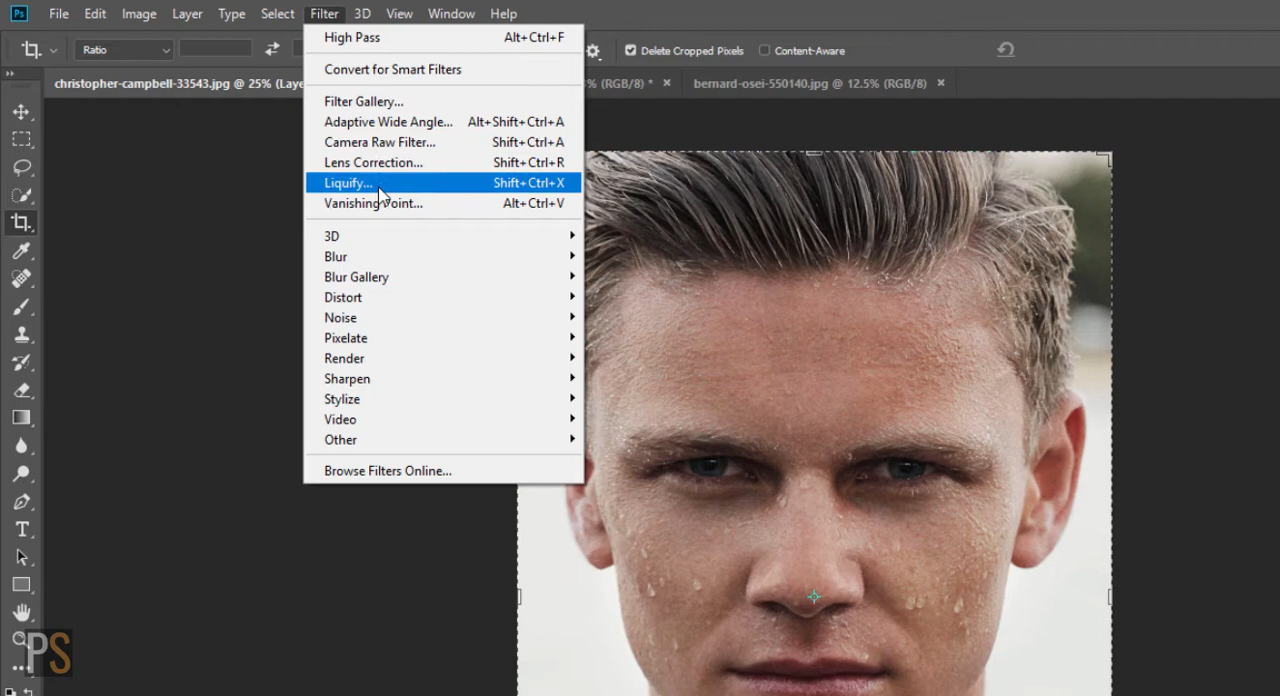 Ps File Edit Image Layer Type Select Filter 3D View Window Help
Ratio Delete Cropped Pixels Content-Aware
christopher-campbell-33543.jpg @ 25% (Laye % (RGB/8) * × bernard-osei-550140.jpg @ 12.5% (RGB/8) ×
High Pass Alt+Ctrl+F
Convert for Smart Filters
Filter Gallery...
Adaptive Wide Angle... Alt+Shift+Ctrl+A
Camera Raw Filter... Shift+Ctrl+A
Lens Correction... Shift+Ctrl+R
Liquify... Shift+Ctrl+X
Vanishing Point... Alt+Ctrl+V
3D
Blur
Blur Gallery
Distort
Noise
Pixelate
Render
Sharpen
Stylize
Video
Other
Browse Filters Online...
T
PS